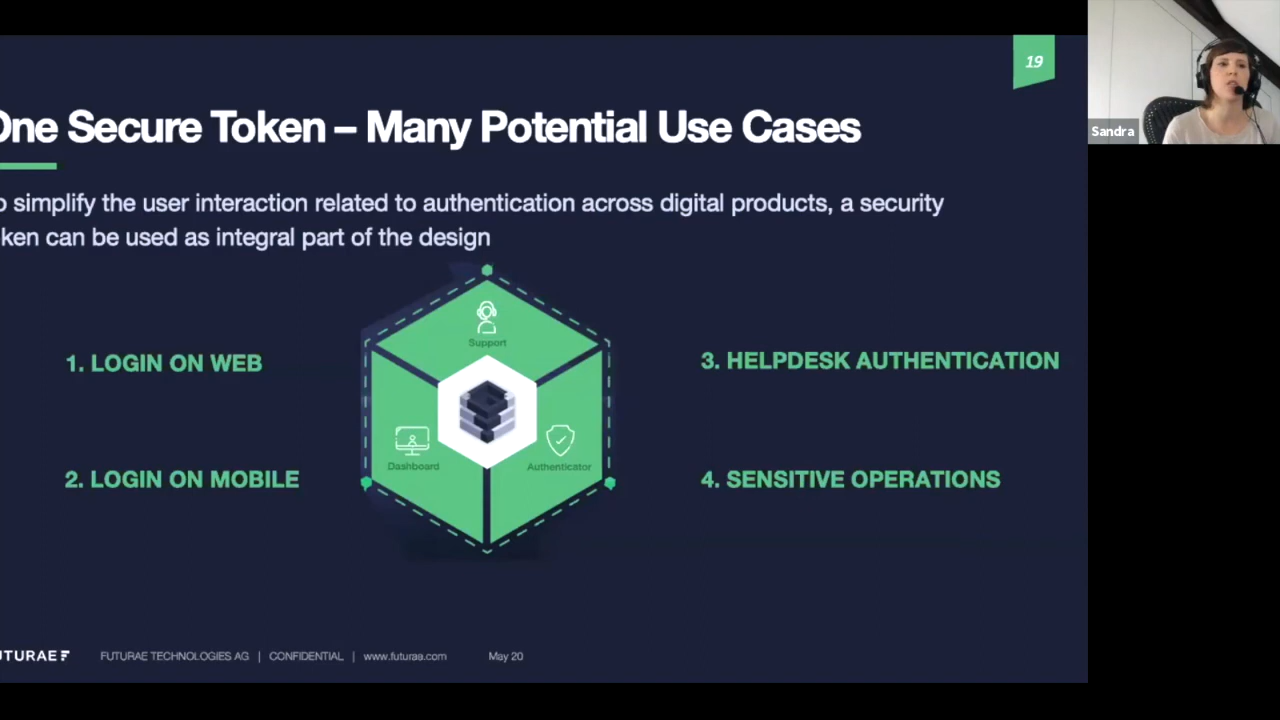 19
One Secure Token – Many Potential Use Cases
o simplify the user interaction related to authentication across digital products, a security
ken can be used as integral part of the design
Support
Dashboard
Authenticator
1. LOGIN ON WEB
2. LOGIN ON MOBILE
3. HELPDESK AUTHENTICATION
4. SENSITIVE OPERATIONS
UTURAE
FUTURAE TECHNOLOGIES AG | CONFIDENTIAL | www.futurae.com May 20
Sandra